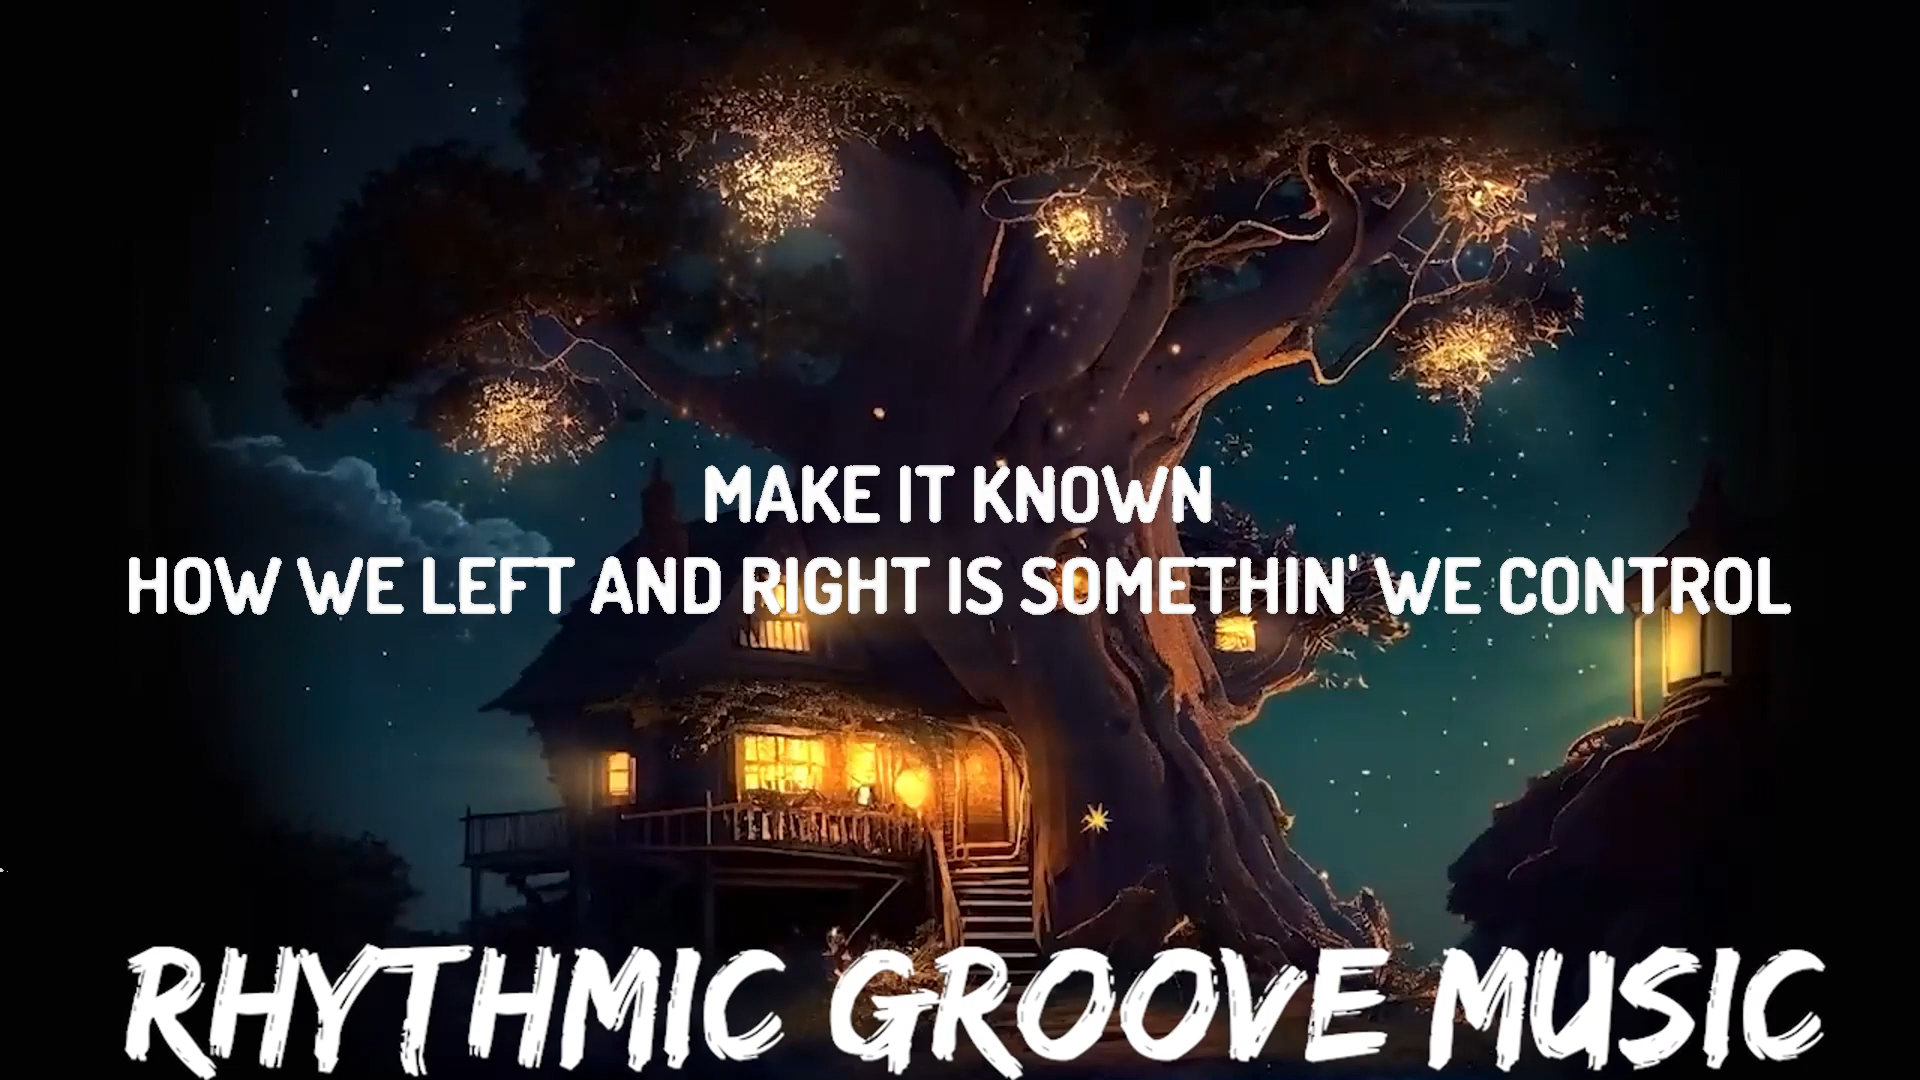 MAKE IT KNOWN
HOW WE LEFT AND RIGHT IS SOMETHIN' WE CONTROL
RHYTHMIC GROOVE MUSIC